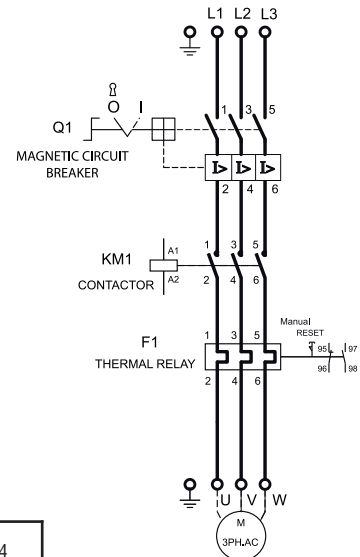 L1 L2 L3
O I
1 3 5
Q1
MAGNETIC CIRCUIT
BREAKER
I> I> I>
2 4 6
1 3 5
A1
KM1
A2
2 4 6
CONTACTOR
Manual
RESET
F1
1 3 5
95 97
THERMAL RELAY
96 98
2 4 6
U V W
M
3PH.AC
4